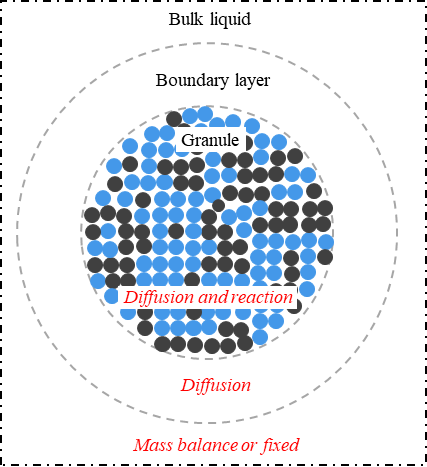 Bulk liquid
Boundary layer
Granule
Diffusion and reaction
Diffusion
Mass balance or fixed